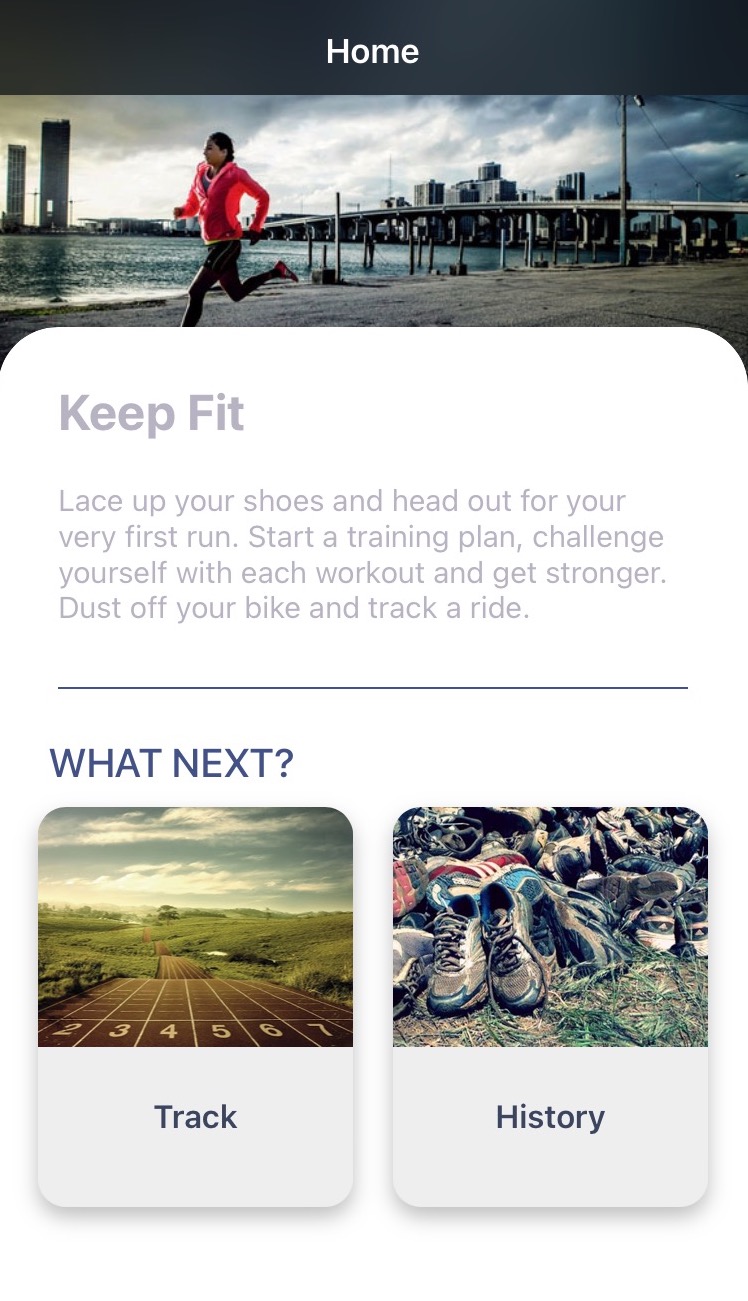 Home
Keep Fit
Lace up your shoes and head out for your
very first run. Start a training plan, challenge
yourself with each workout and get stronger.
Dust off your bike and track a ride.
WHAT NEXT?
2 3 4 5 6 7
Track
History